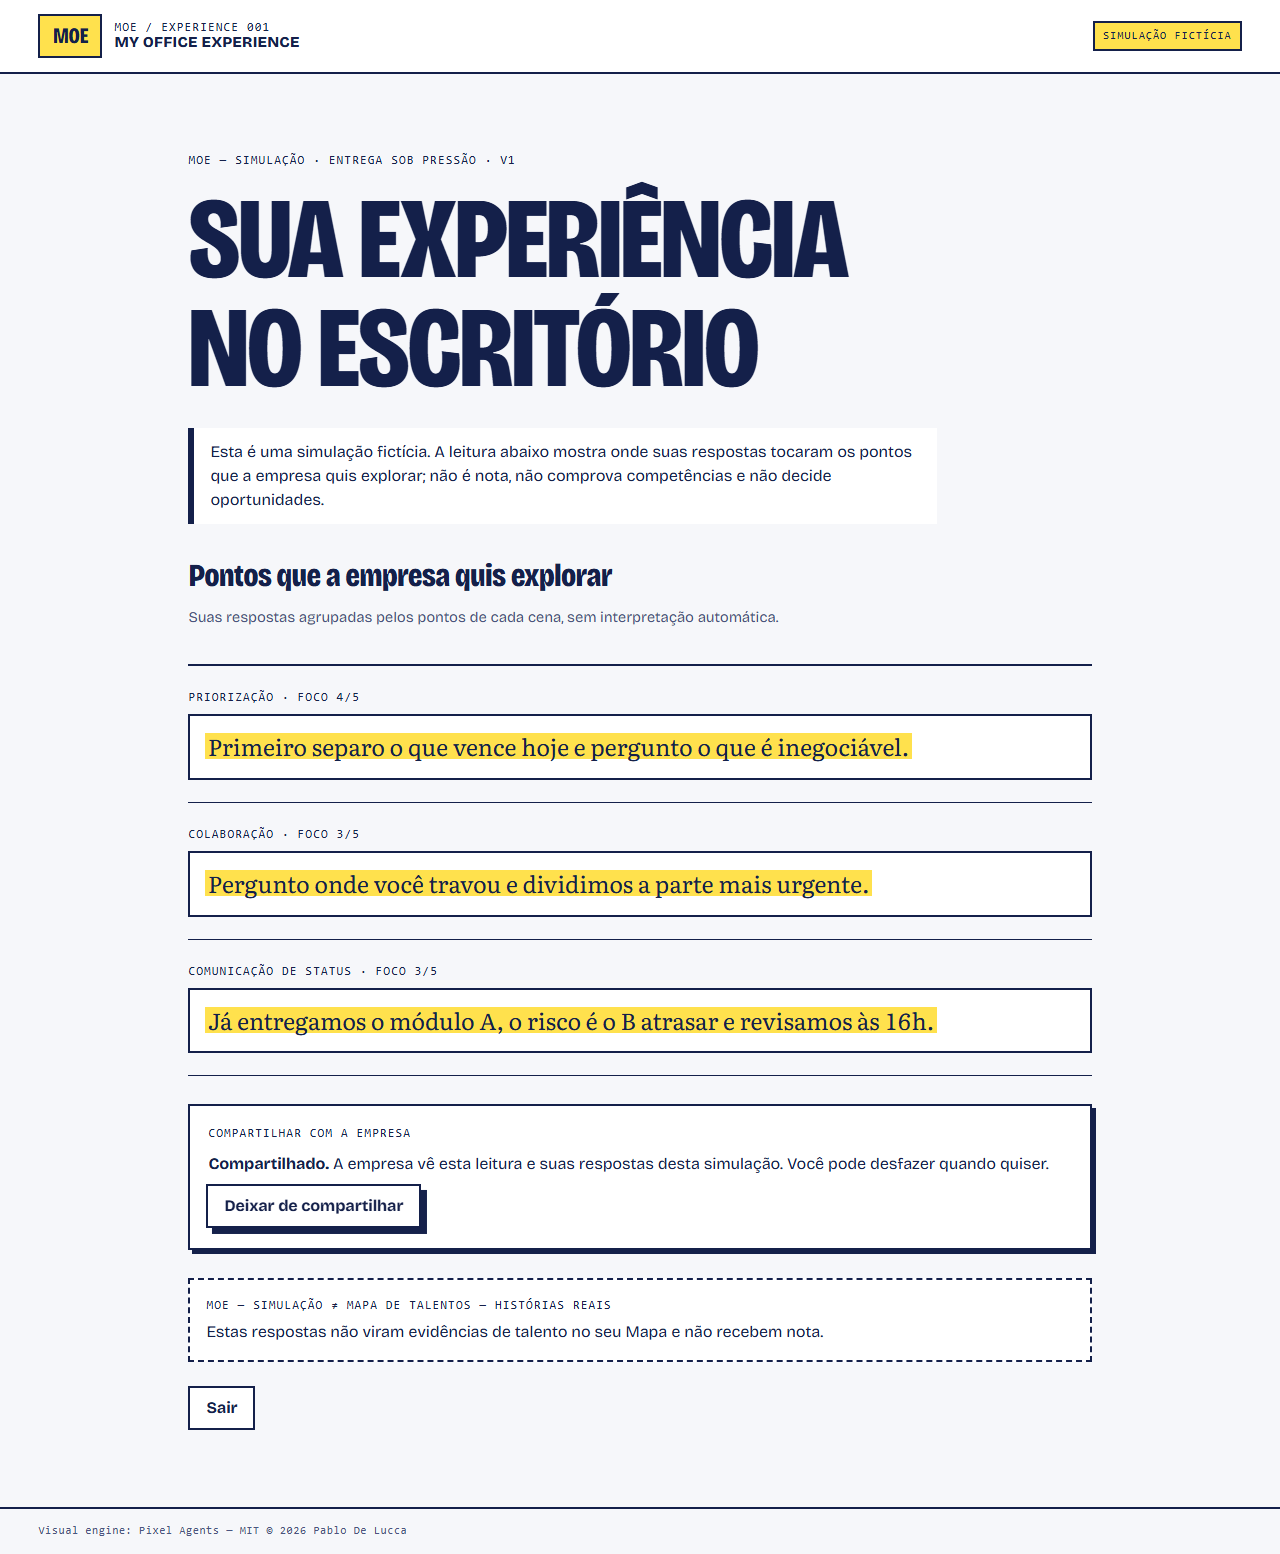 MOE
MOE / EXPERIENCE 001
MY OFFICE EXPERIENCE
SIMULAÇÃO FICTÍCIA
MOE — SIMULAÇÃO · ENTREGA SOB PRESSÃO · V1
SUA EXPERIÊNCIA
NO ESCRITÓRIO
Esta é uma simulação fictícia. A leitura abaixo mostra onde suas respostas tocaram os pontos
que a empresa quis explorar; não é nota, não comprova competências e não decide
oportunidades.
Pontos que a empresa quis explorar
Suas respostas agrupadas pelos pontos de cada cena, sem interpretação automática.
PRIORIZAÇÃO · FOCO 4/5
Primeiro separo o que vence hoje e pergunto o que é inegociável.
COLABORAÇÃO · FOCO 3/5
Pergunto onde você travou e dividimos a parte mais urgente.
COMUNICAÇÃO DE STATUS · FOCO 3/5
Já entregamos o módulo A, o risco é o B atrasar e revisamos às 16h.
COMPARTILHAR COM A EMPRESA
Compartilhado. A empresa vê esta leitura e suas respostas desta simulação. Você pode desfazer quando quiser.
Deixar de compartilhar
MOE — SIMULAÇÃO ≠ MAPA DE TALENTOS — HISTÓRIAS REAIS
Estas respostas não viram evidências de talento no seu Mapa e não recebem nota.
Sair
Visual engine: Pixel Agents — MIT © 2026 Pablo De Lucca